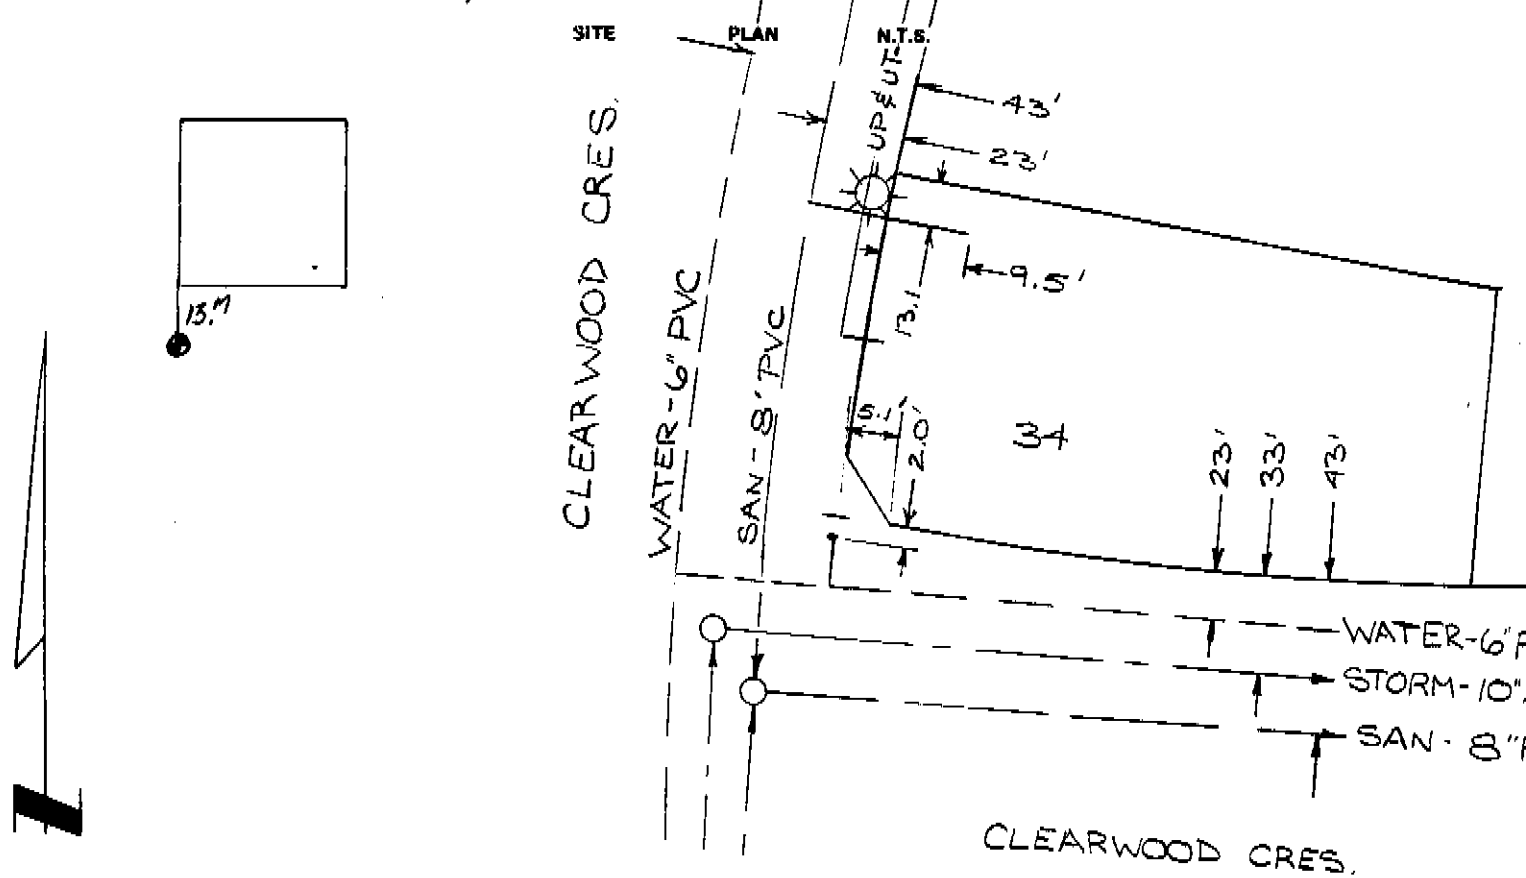 SITE PLAN N.T.S.
CLEARWOOD CRES.
WATER-6" PVC
SAN-8' PVC
UP & UT.
43'
23'
9.5'
13.1
13.M
5.1'
2.0
34
23'
33'
43'
WATER-6"P
STORM-10"
SAN-8"P
CLEARWOOD CRES.
N